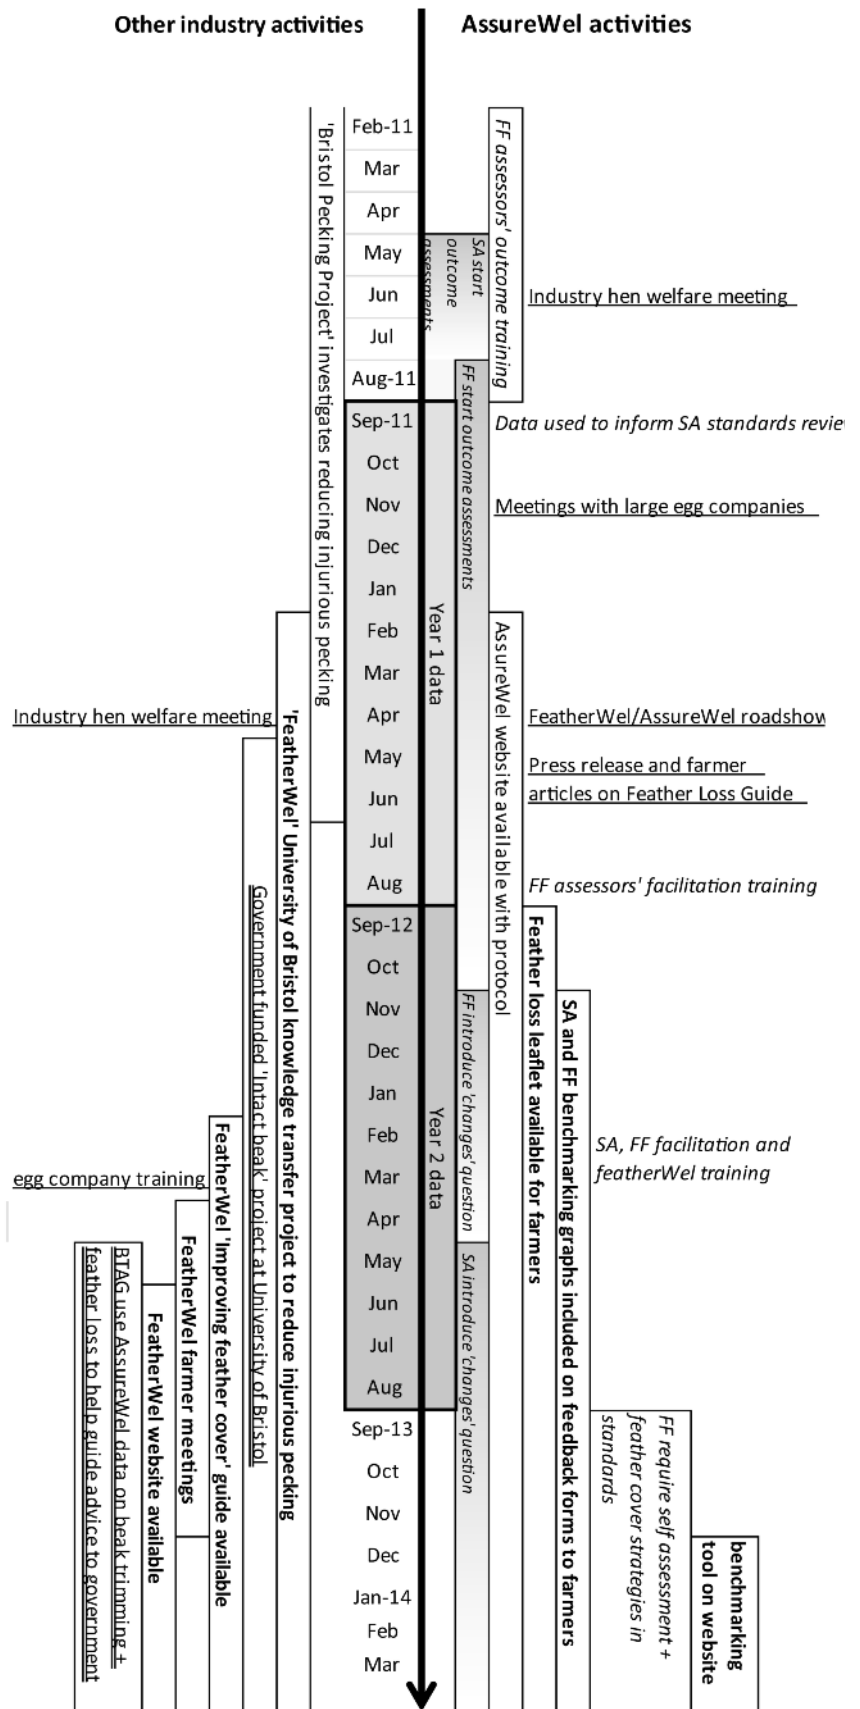 Other industry activities
AssureWel activities
'Bristol Pecking Project' investigates reducing injurious pecking
Feb-11
Mar
Apr
May
Jun
Jul
Aug-11
Sep-11
Oct
Nov
Dec
Jan
Feb
Mar
Apr
May
Jun
Jul
Aug
Sep-12
Oct
Nov
Dec
Jan
Feb
Mar
Apr
May
Jun
Jul
Aug
Sep-13
Oct
Nov
Dec
Jan-14
Feb
Mar
Year 1 data
Year 2 data
SA start
outcome
assessments
FF assessors' outcome training
Industry hen welfare meeting
FF start outcome assessments
Data used to inform SA standards revie
Meetings with large egg companies
AssureWel website available with protocol
FeatherWel/AssureWel roadshow
Press release and farmer
articles on Feather Loss Guide
FF assessors' facilitation training
Feather loss leaflet available for farmers
SA and FF benchmarking graphs included on feedback forms to farmers
FF introduce 'changes' question
SA introduce 'changes' question
SA, FF facilitation and
featherWel training
FF require self assessment +
feather cover strategies in
standards
benchmarking
tool on website
Industry hen welfare meeting
'FeatherWel' University of Bristol knowledge transfer project to reduce injurious pecking
Government funded 'Intact beak' project at University of Bristol
FeatherWel 'Improving feather cover' guide available
egg company training
FeatherWel farmer meetings
FeatherWel website available
BTAG use AssureWel data on beak trimming +
feather loss to help guide advice to government